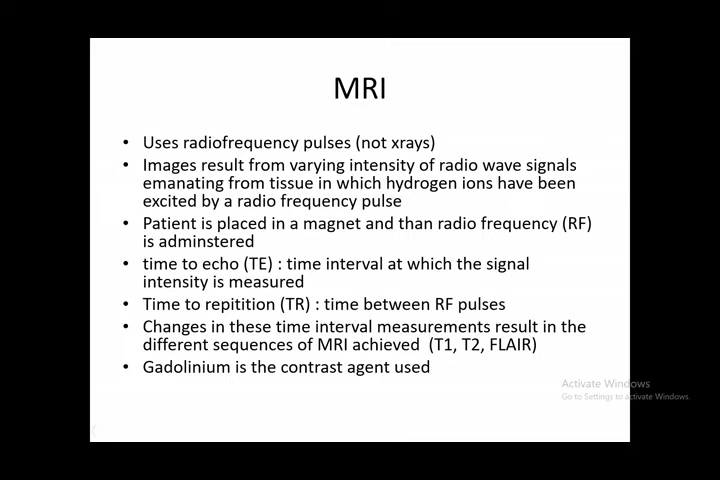 MRI
• Uses radiofrequency pulses (not xrays)
• Images result from varying intensity of radio wave signals
emanating from tissue in which hydrogen ions have been
excited by a radio frequency pulse
• Patient is placed in a magnet and than radio frequency (RF)
is adminstered
• time to echo (TE) : time interval at which the signal
intensity is measured
• Time to repitition (TR) : time between RF pulses
• Changes in these time interval measurements result in the
different sequences of MRI achieved (T1, T2, FLAIR)
• Gadolinium is the contrast agent used
Activate Windows
Go to Settings to activate Windows.